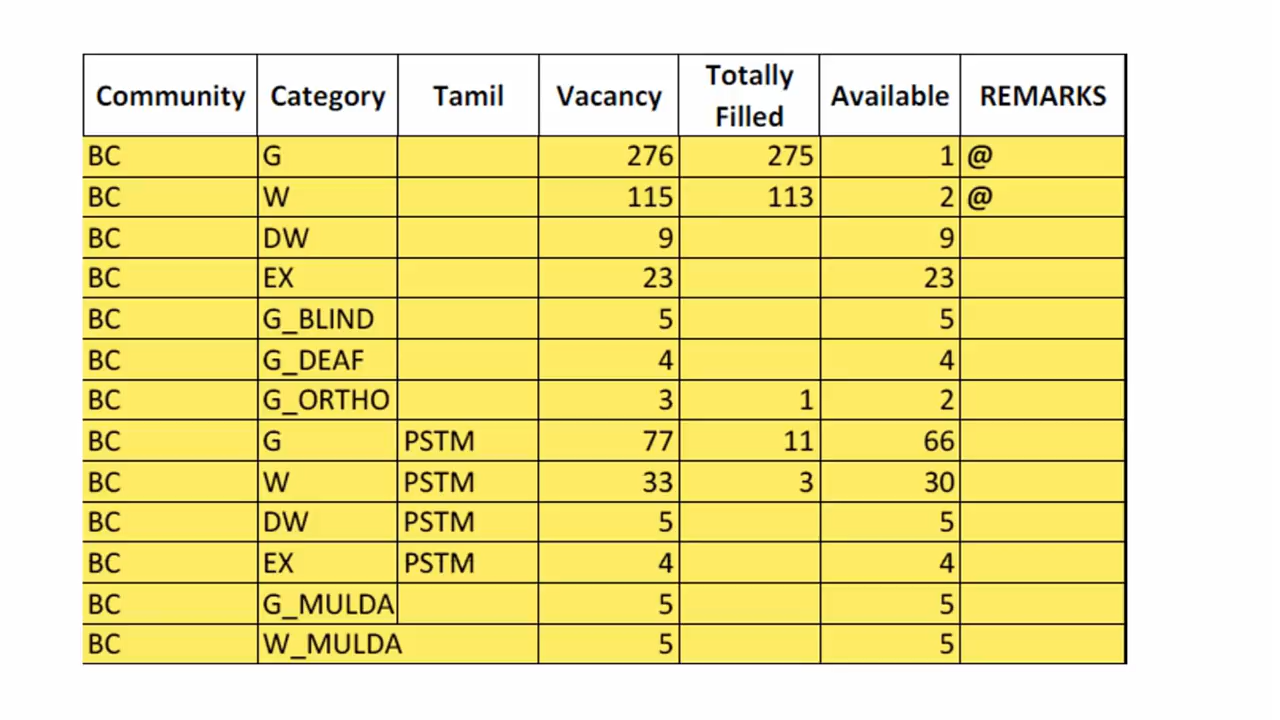 Community Category Tamil Vacancy Totally Filled Available REMARKS
BC G 276 275 1 @
BC W 115 113 2 @
BC DW 9 9
BC EX 23 23
BC G_BLIND 5 5
BC G_DEAF 4 4
BC G_ORTHO 3 1 2
BC G PSTM 77 11 66
BC W PSTM 33 3 30
BC DW PSTM 5 5
BC EX PSTM 4 4
BC G_MULDA 5 5
BC W_MULDA 5 5